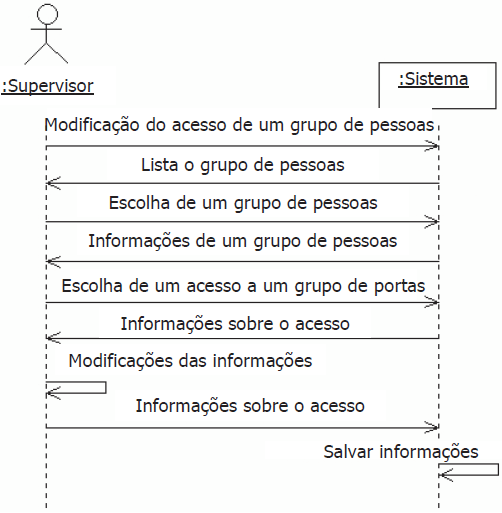 :Supervisor
:Sistema
Modificação do acesso de um grupo de pessoas
Lista o grupo de pessoas
Escolha de um grupo de pessoas
Informações de um grupo de pessoas
Escolha de um acesso a um grupo de portas
Informações sobre o acesso
Modificações das informações
Informações sobre o acesso
Salvar informações